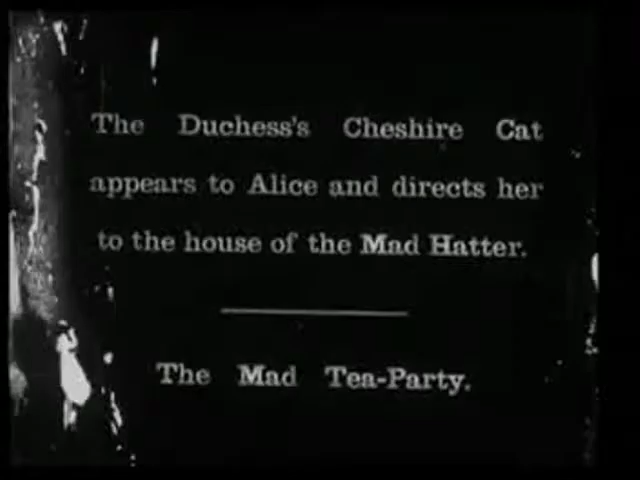 The Duchess's Cheshire Cat
appears to Alice and directs her
to the house of the Mad Hatter.
The Mad Tea-Party.